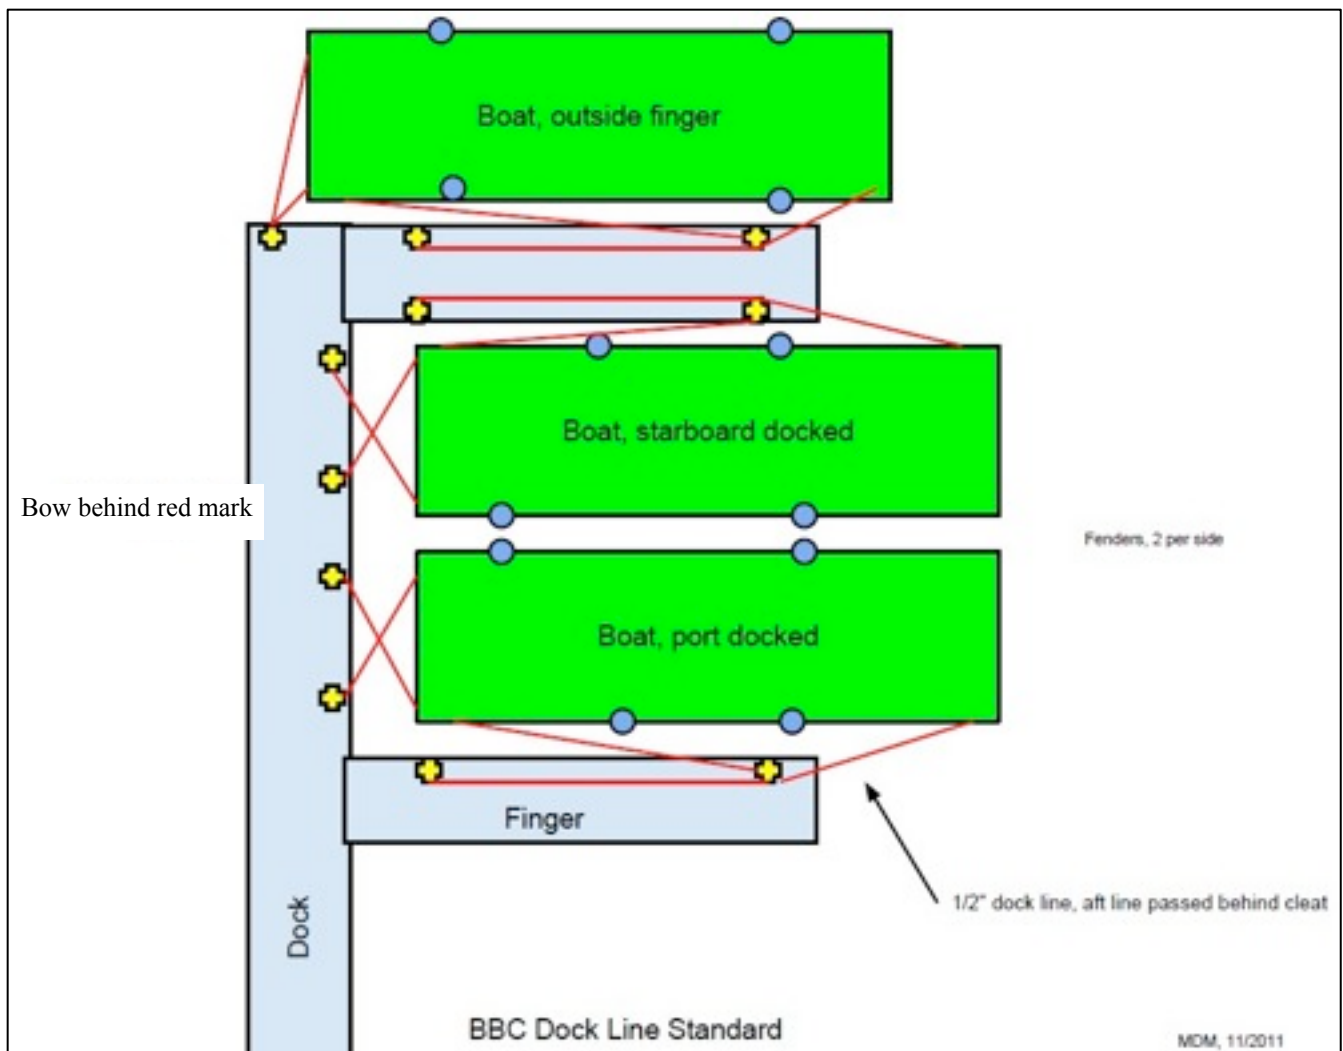 Boat, outside finger
Boat, starboard docked
Bow behind red mark
Fenders, 2 per side
Boat, port docked
Finger
1/2" dock line, aft line passed behind cleat
Dock
BBC Dock Line Standard
MDM, 11/2011